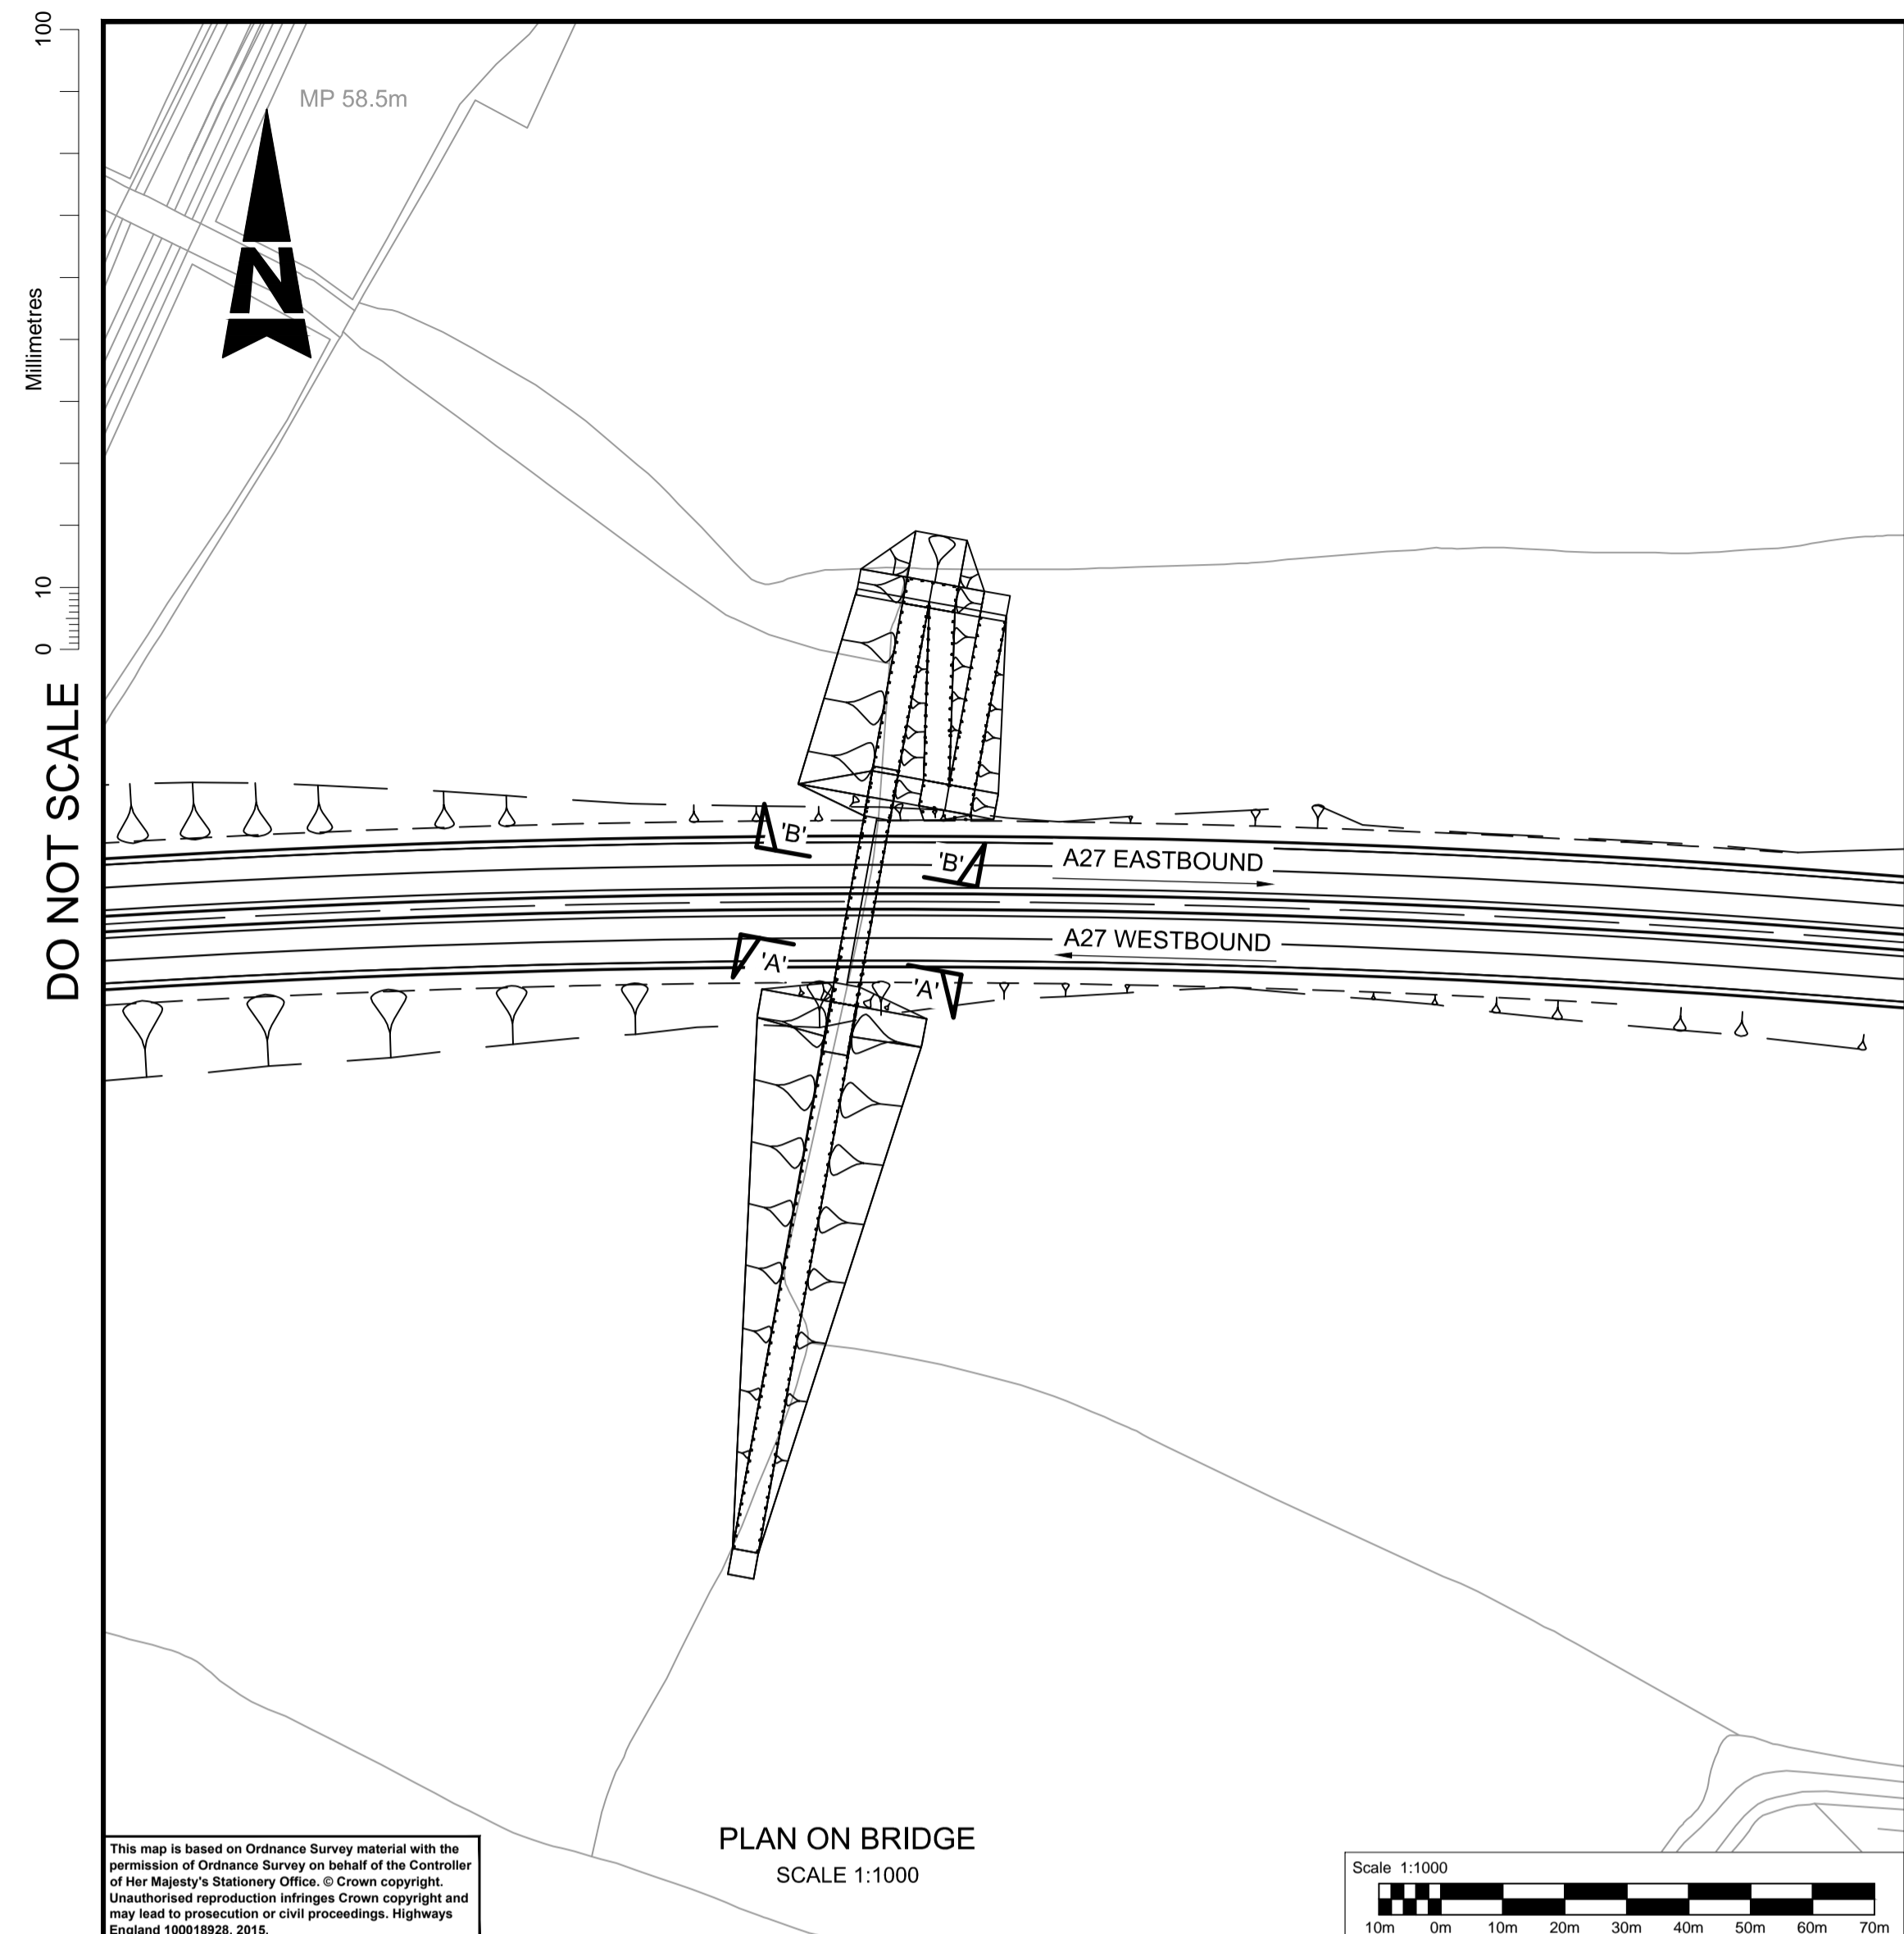 100
MP 58.5m
N
Millimetres
10
0
DO NOT SCALE
'B'
'B'
A27 EASTBOUND
A27 WESTBOUND
'A'
'A'
PLAN ON BRIDGE
SCALE 1:1000
This map is based on Ordnance Survey material with the
permission of Ordnance Survey on behalf of the Controller
of Her Majesty's Stationery Office. © Crown copyright.
Unauthorised reproduction infringes Crown copyright and
may lead to prosecution or civil proceedings. Highways
England 100018928. 2015.
Scale 1:1000
10m 0m 10m 20m 30m 40m 50m 60m 70m